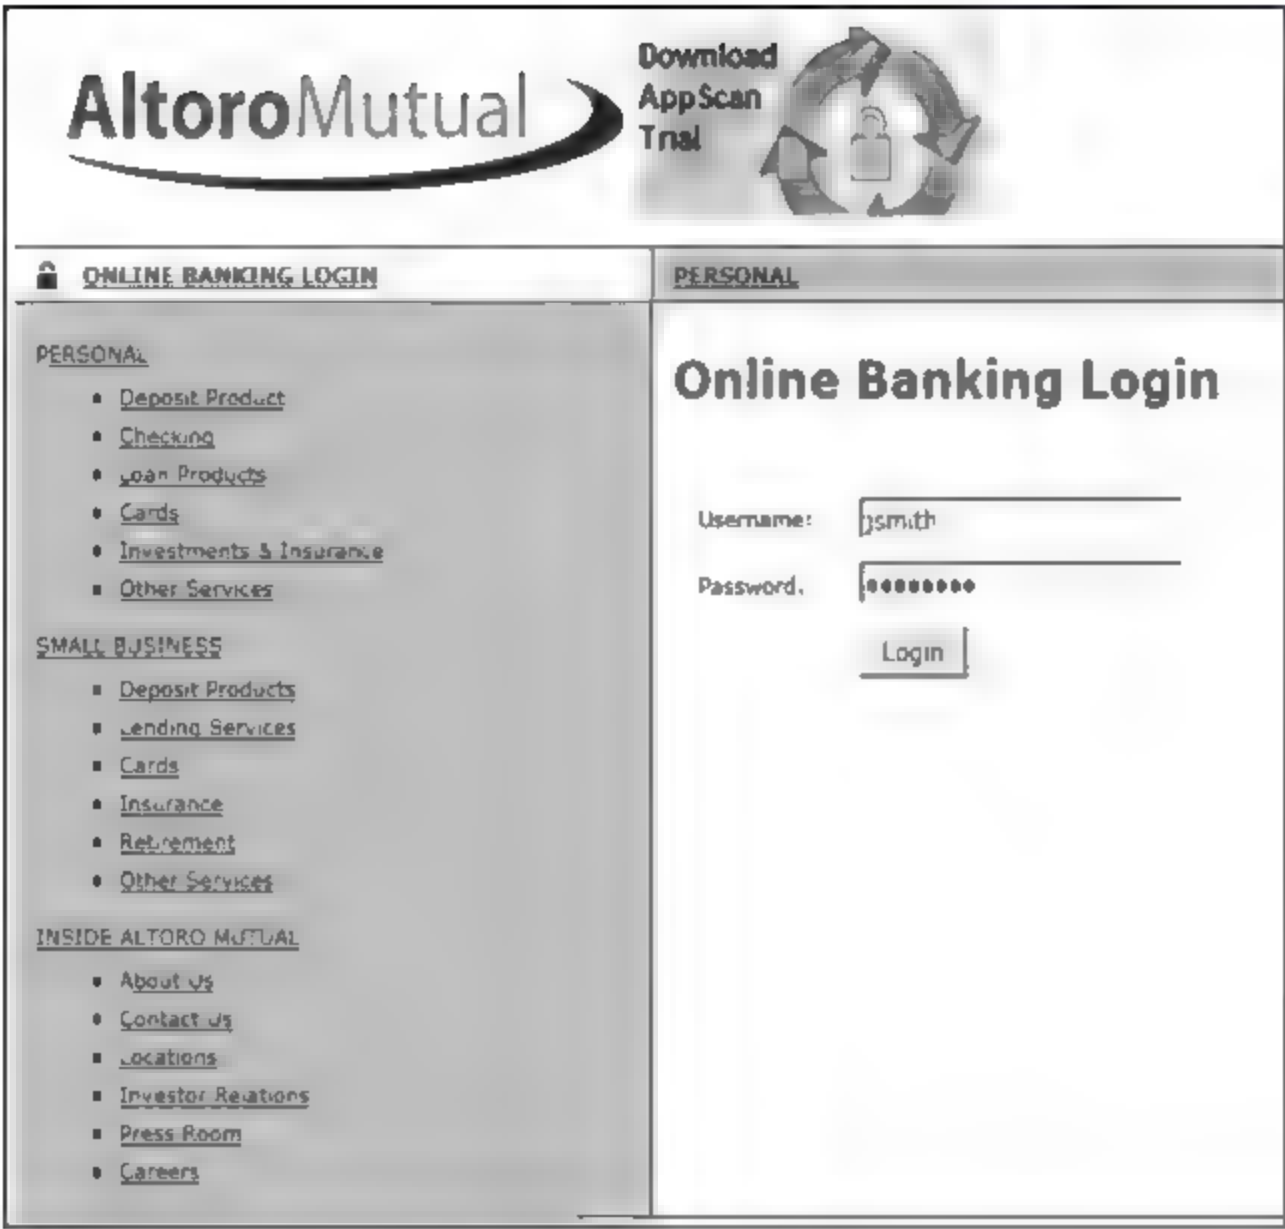 AltoroMutual
Download
AppScan
Trial
ONLINE BANKING LOGIN
PERSONAL
PERSONAL
Deposit Product
Checking
Loan Products
Cards
Investments & Insurance
Other Services
SMALL BUSINESS
Deposit Products
Lending Services
Cards
Insurance
Retirement
Other Services
INSIDE ALTORO MUTUAL
About Us
Contact Us
Locations
Investor Relations
Press Room
Careers
Online Banking Login
Username: jsmith
Password:
Login